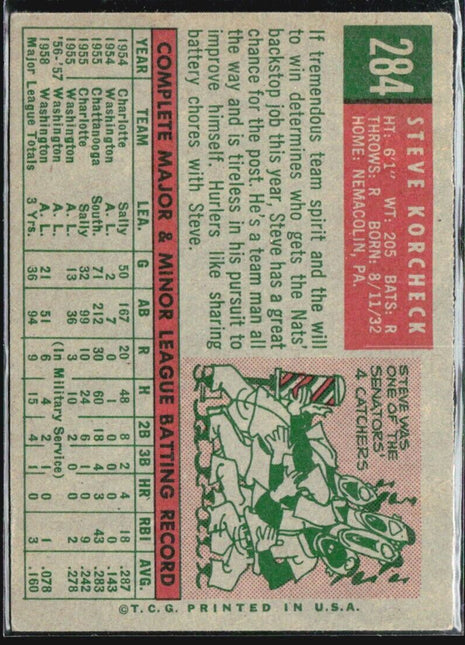 284
STEVE KORCHECK
HT: 6'1" WT: 205 BATS: R
THROWS: R BORN: 8/11/32
HOME: NEMACOLIN, PA.
If tremendous team spirit and the will
to win determines who gets the Nats'
backstop job this year, Steve has a great
chance for the post. He's a team man all
the way and is tireless in his pursuit to
improve himself. Hurlers like sharing
battery chores with Steve.
STEVE WAS
ONE OF THE
SENATORS'
4 CATCHERS
COMPLETE MAJOR & MINOR LEAGUE BATTING RECORD
YEAR TEAM LEA. G AB R H 2B 3B HR RBI AVG.
1954 Charlotte Sally 50 167 20 48 8 2 4 18 .287
1954 Washington A. L. 2 7 0 1 0 0 0 0 .143
1955 Chattanooga South. 71 212 30 60 18 4 3 43 .283
1955 Charlotte Sally 32 99 10 24 4 1 2 9 .242
1955 Washington A. L. 13 36 3 10 2 0 0 2 .278
'56-'57 Washington A. L. (In Military Service)
1958 Washington A. L. 21 51 6 4 2 1 0 1 .078
Major League Totals 3 Yrs. 36 94 9 15 4 1 0 3 .160
©T.C.G. PRINTED IN U.S.A.